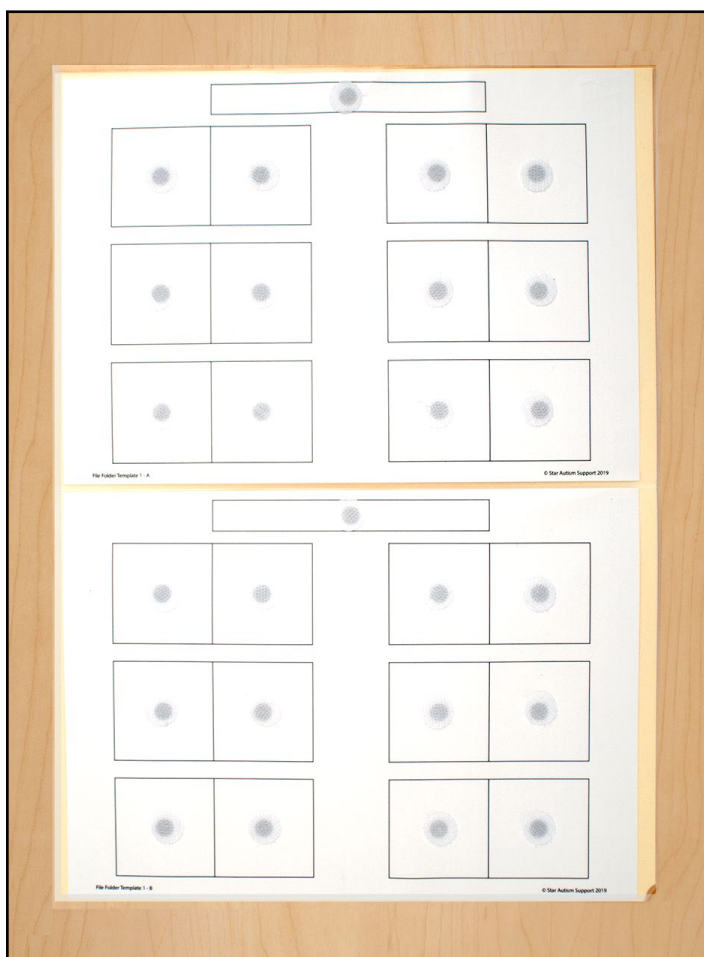 File Folder Template 1 - A
© Star Autism Support 2019
File Folder Template 1 - B
© Star Autism Support 2019